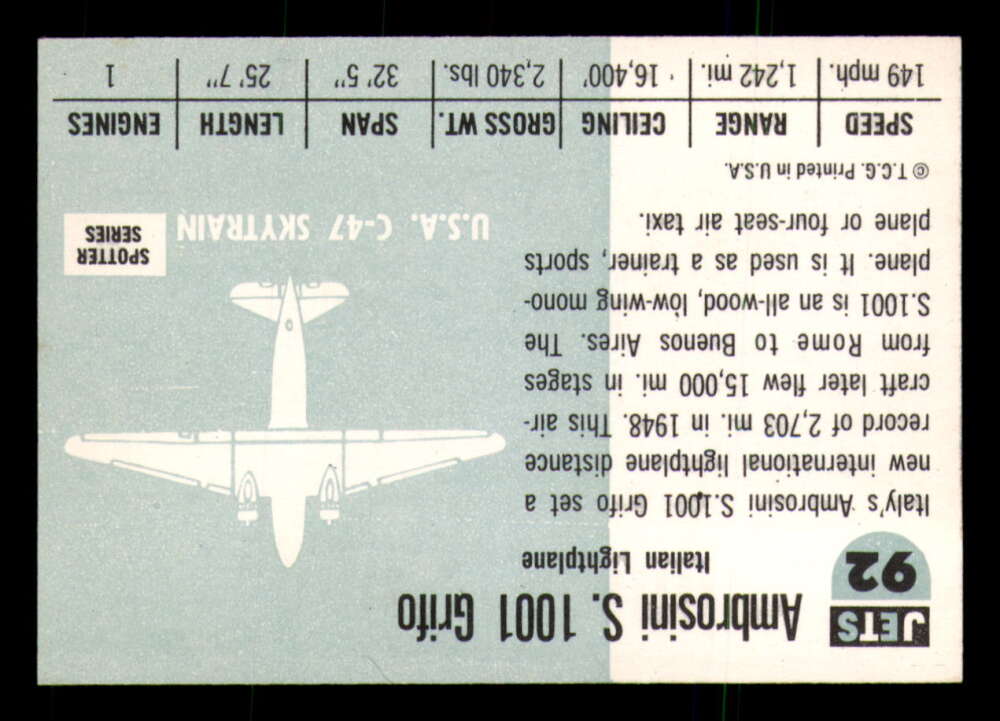 JETS
92
Ambrosini S. 1001 Grifo
Italian Lightplane
Italy's Ambrosini S.1001 Grifo set a
new international lightplane distance
record of 2,703 mi. in 1948. This air-
craft later flew 15,000 mi. in stages
from Rome to Buenos Aires. The
S.1001 is an all-wood, low-wing mono-
plane. It is used as a trainer, sports
plane or four-seat air taxi.
© T.C.G. Printed in U.S.A.
U.S.A. C-47 SKYTRAIN
SPOTTER
SERIES
SPEED RANGE CEILING GROSS WT. SPAN LENGTH ENGINES
149 mph. 1,242 mi. 16,400' 2,340 lbs. 32' 5" 25' 7" 1